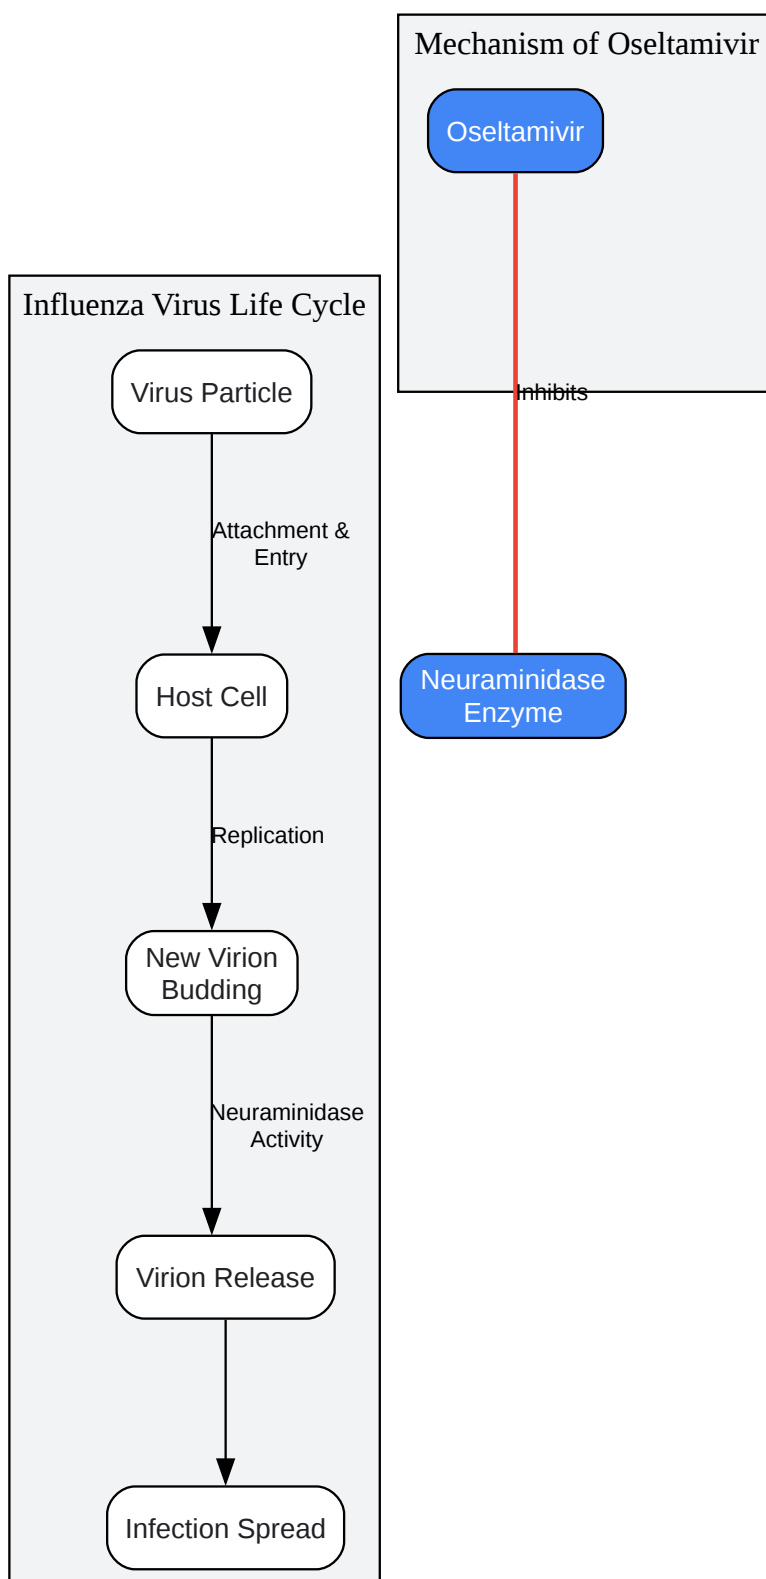 Mechanism of Oseltamivir
Oseltamivir
Inhibits
Neuraminidase
Enzyme
Influenza Virus Life Cycle
Virus Particle
Attachment &
Entry
Host Cell
Replication
New Virion
Budding
Neuraminidase
Activity
Virion Release
Infection Spread